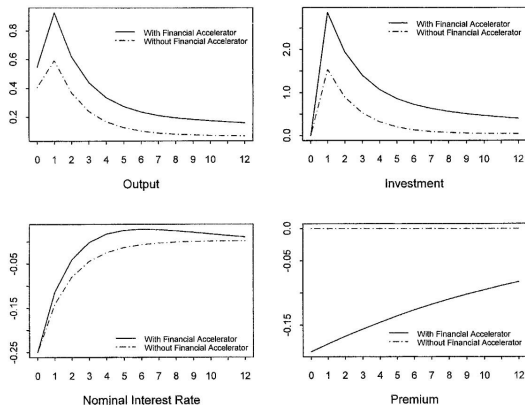 0.8
0.6
0.4
0.2
With Financial Accelerator
Without Financial Accelerator
0 1 2 3 4 5 6 7 8 9 10 12
Output
2.0
1.0
0.0
With Financial Accelerator
Without Financial Accelerator
0 1 2 3 4 5 6 7 8 9 10 12
Investment
-0.05
-0.15
-0.25
With Financial Accelerator
Without Financial Accelerator
0 1 2 3 4 5 6 7 8 9 10 12
Nominal Interest Rate
0.0
-0.05
-0.15
With Financial Accelerator
Without Financial Accelerator
0 1 2 3 4 5 6 7 8 9 10 12
Premium